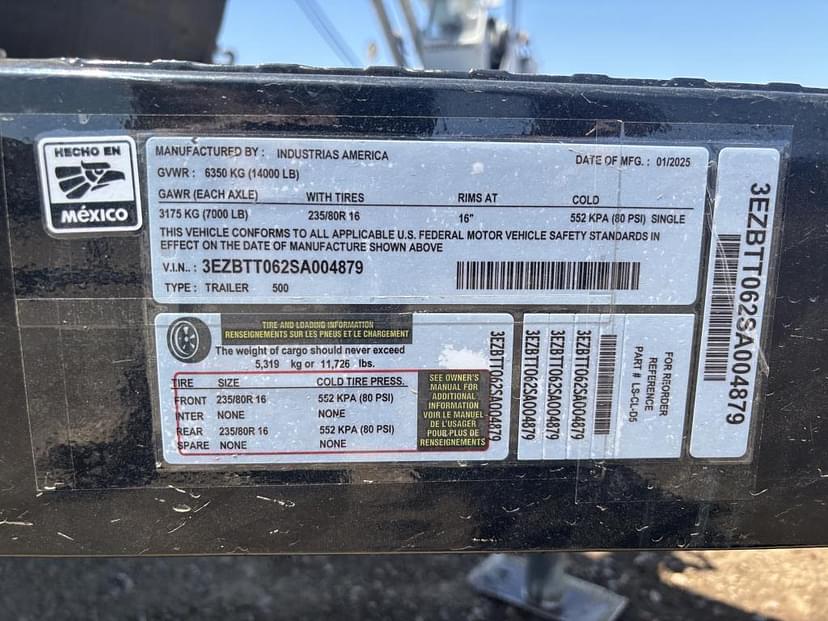 HECHO EN
MÉXICO
MANUFACTURED BY : INDUSTRIAS AMERICA DATE OF MFG. : 01/2025
GVWR : 6350 KG (14000 LB)
GAWR (EACH AXLE) WITH TIRES RIMS AT COLD
3175 KG (7000 LB) 235/80R 16 16" 552 KPA (80 PSI) SINGLE
THIS VEHICLE CONFORMS TO ALL APPLICABLE U.S. FEDERAL MOTOR VEHICLE SAFETY STANDARDS IN
EFFECT ON THE DATE OF MANUFACTURE SHOWN ABOVE
V.I.N.. : 3EZBTT062SA004879
TYPE : TRAILER 500
3EZBTT062SA004879
TIRE AND LOADING INFORMATION
RENSEIGNEMENTS SUR LES PNEUS ET LE CHARGEMENT
The weight of cargo should never exceed
5,319 kg or 11,726 lbs.
TIRE SIZE COLD TIRE PRESS.
FRONT 235/80R 16 552 KPA (80 PSI)
INTER NONE NONE
REAR 235/80R 16 552 KPA (80 PSI)
SPARE NONE NONE
SEE OWNER'S
MANUAL FOR
ADDITIONAL
INFORMATION
VOIR LE MANUEL
DE L'USAGER
POUR PLUS DE
RENSEIGNEMENTS
3EZBTT062SA004879
3EZBTT062SA004879
3EZBTT062SA004879
3EZBTT062SA004879
FOR REORDER
REFERENCE
PART # LS-CL-05